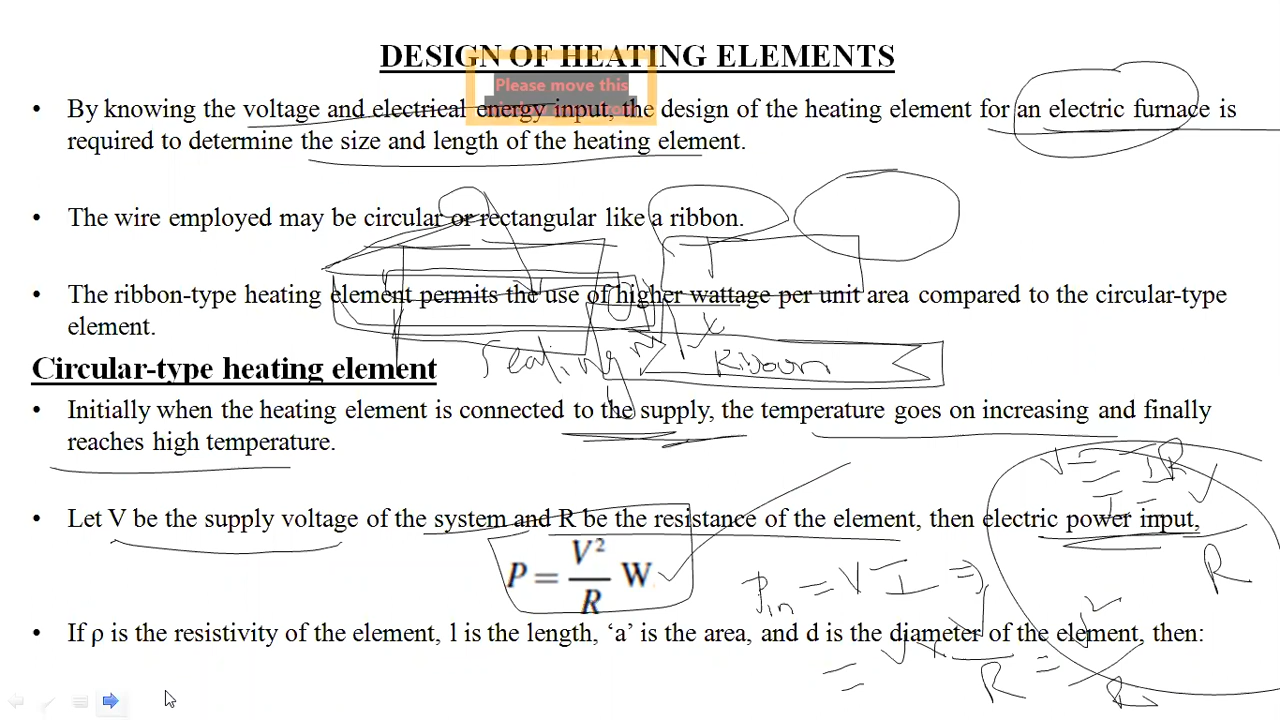 DESIGN OF HEATING ELEMENTS
Please move this
• By knowing the voltage and electrical energy input, the design of the heating element for an electric furnace is
required to determine the size and length of the heating element.
• The wire employed may be circular or rectangular like a ribbon.
• The ribbon-type heating element permits the use of higher wattage per unit area compared to the circular-type
element.
Ribbon
Circular-type heating element
• Initially when the heating element is connected to the supply, the temperature goes on increasing and finally
reaches high temperature.
V = IR
I = V
R
• Let V be the supply voltage of the system and R be the resistance of the element, then electric power input,
P = V²/R W
Pin = VI ⇒
• If ρ is the resistivity of the element, l is the length, ‘a’ is the area, and d is the diameter of the element, then:
= V × V/R = V²/R